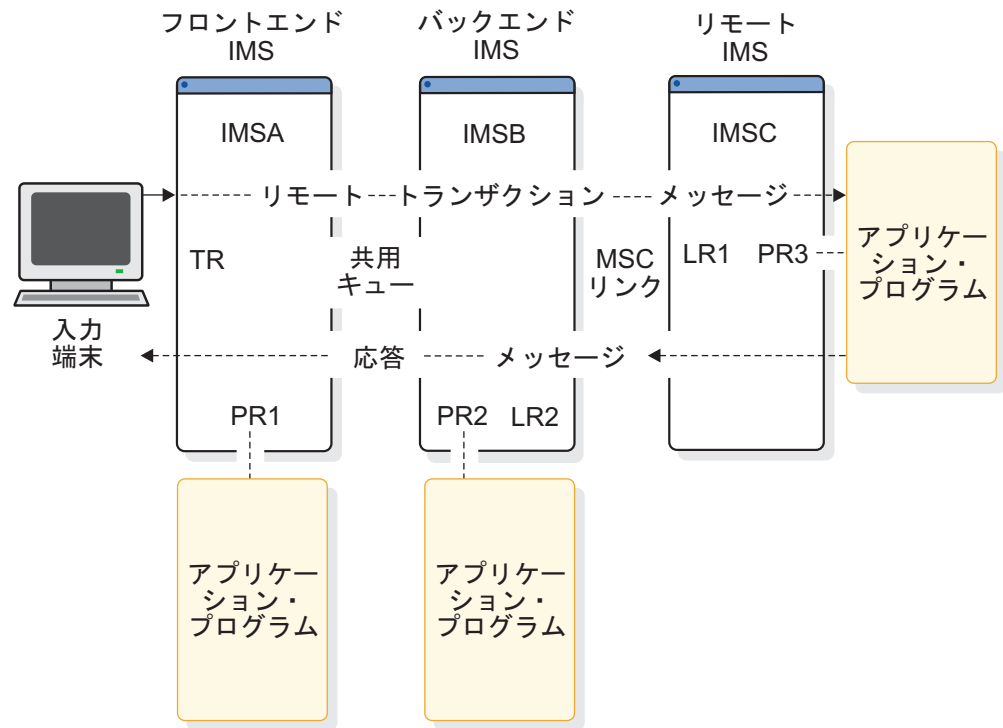 フロントエンド
IMS
バックエンド
IMS
リモート
IMS
IMSA
IMSB
IMSC
リモート
トランザクション
メッセージ
TR
共用
キュー
MSC
リンク
LR1
PR3
アプリケー
ション・
プログラム
入力
端末
応答
メッセージ
PR1
PR2
LR2
アプリケー
ション・
プログラム
アプリケー
ション・
プログラム